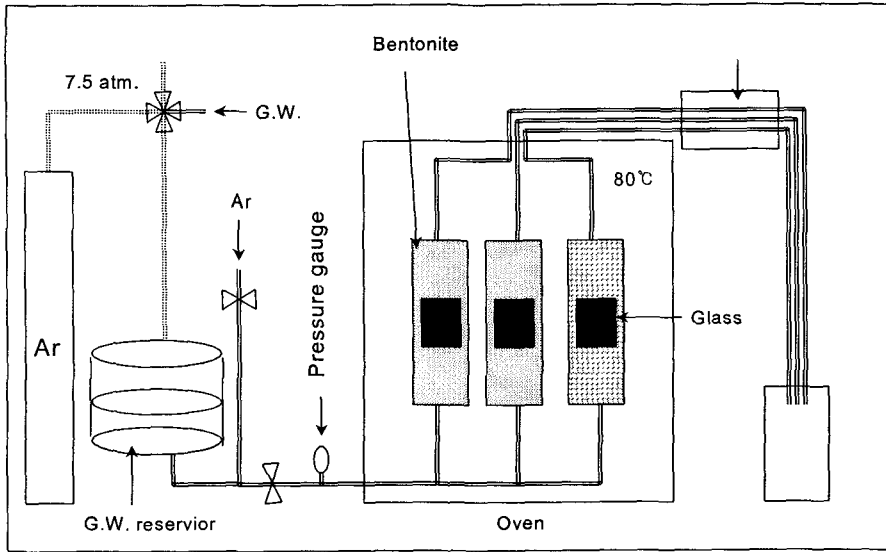 Bentonite
7.5 atm.
G.W.
80℃
Ar
Pressure gauge
Glass
Ar
G.W. reservior
Oven